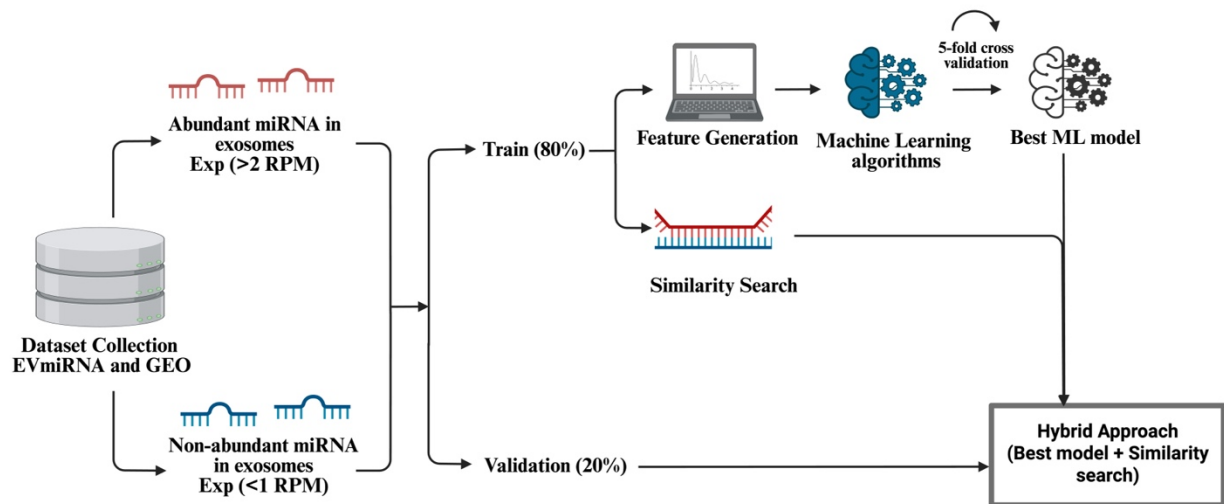 Abundant miRNA in
exosomes
Exp (>2 RPM)
Dataset Collection
EVmiRNA and GEO
Non-abundant miRNA
in exosomes
Exp (<1 RPM)
Train (80%)
Validation (20%)
Feature Generation
Machine Learning
algorithms
5-fold cross
validation
Best ML model
Similarity Search
Hybrid Approach
(Best model + Similarity
search)